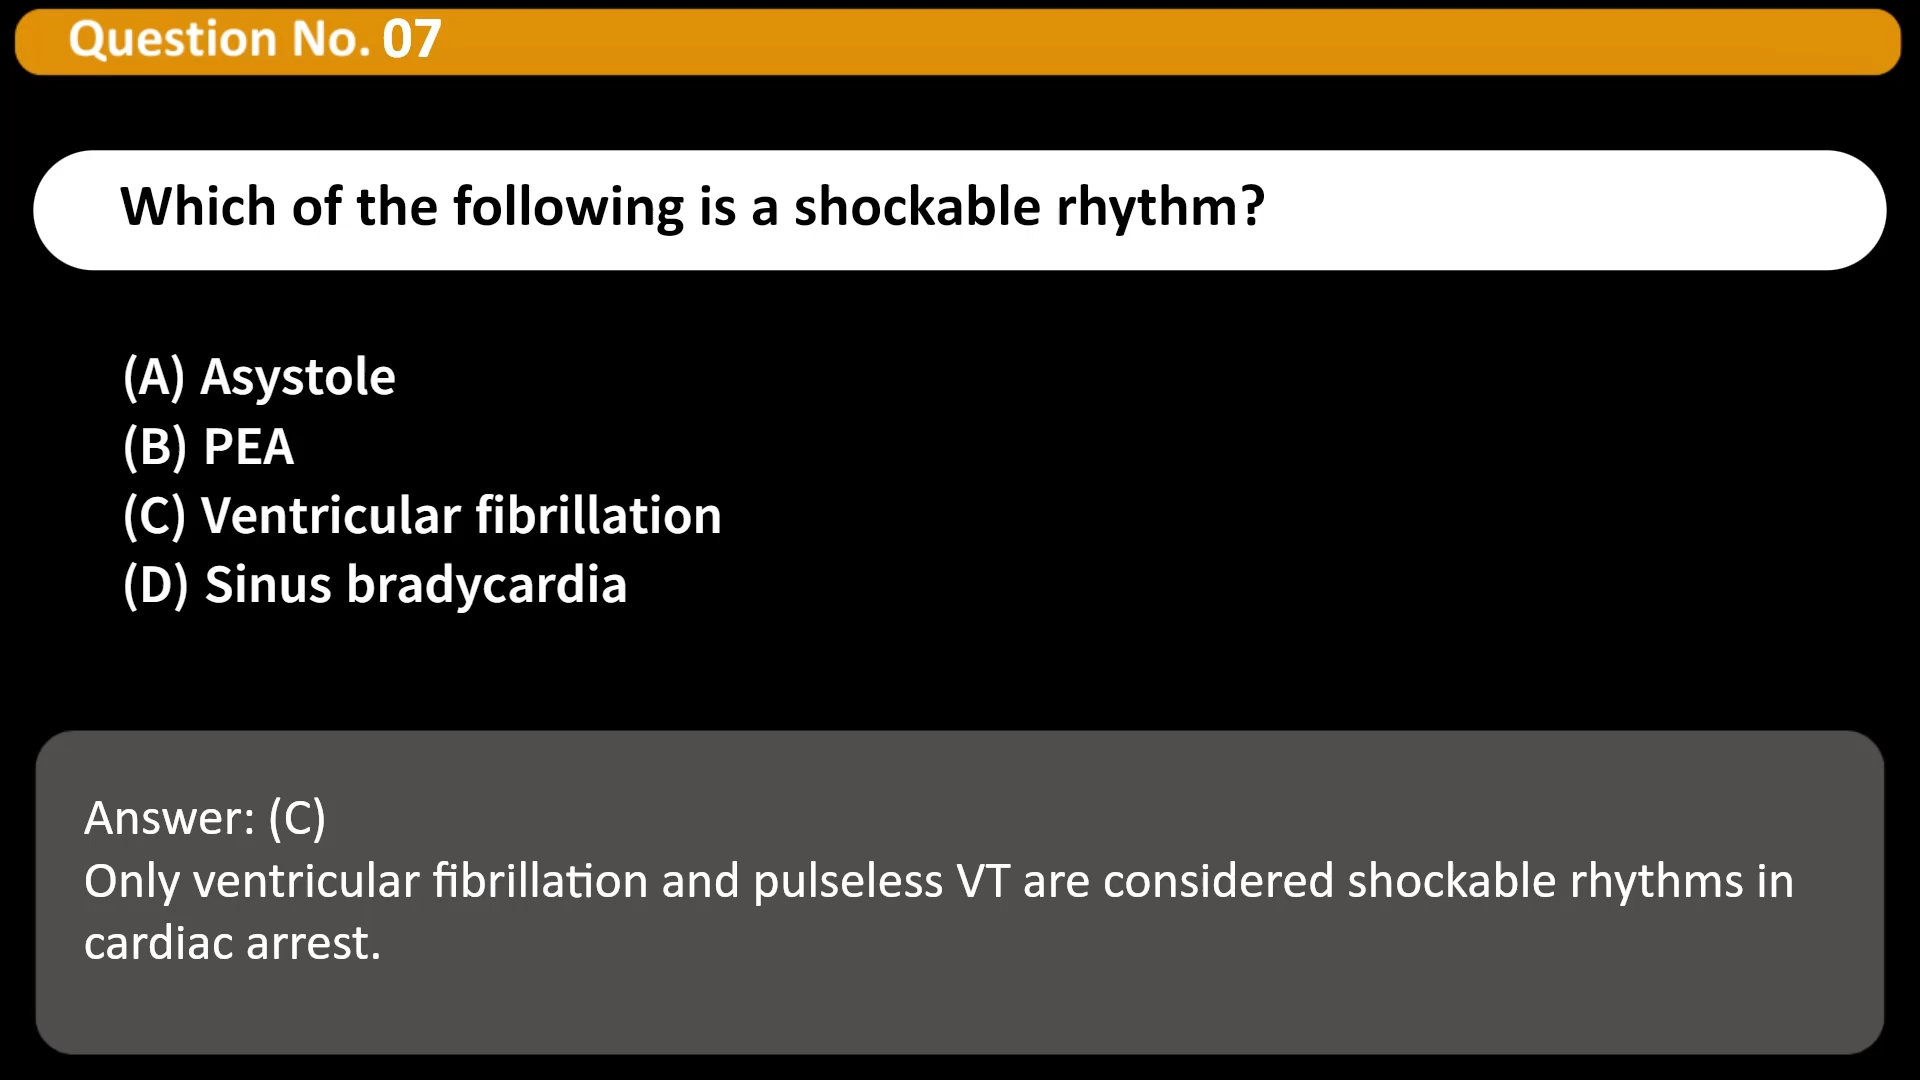 Question No. 07
Which of the following is a shockable rhythm?
(A) Asystole
(B) PEA
(C) Ventricular fibrillation
(D) Sinus bradycardia
Answer: (C)
Only ventricular fibrillation and pulseless VT are considered shockable rhythms in
cardiac arrest.